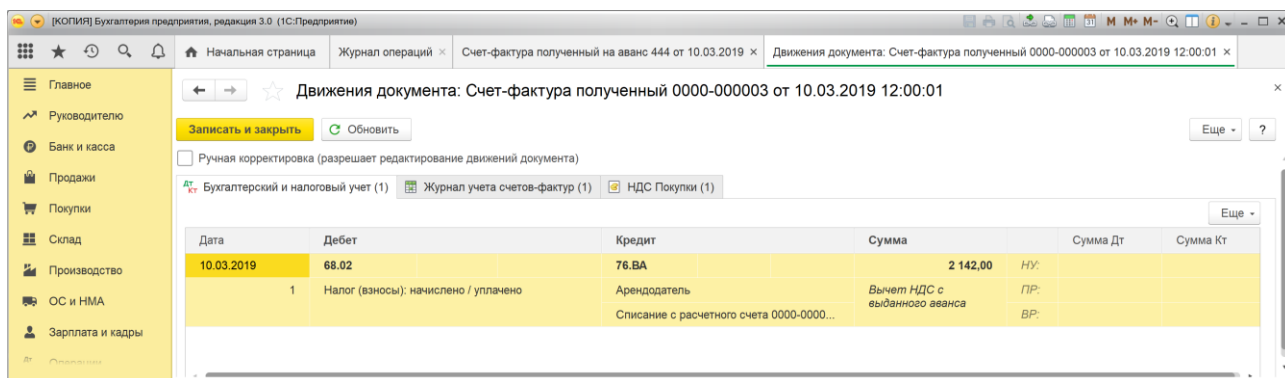 [КОПИЯ] Бухгалтерия предприятия, редакция 3.0 (1С:Предприятие) M M+ M-
Начальная страница Журнал операций × Счет-фактура полученный на аванс 444 от 10.03.2019 × Движения документа: Счет-фактура полученный 0000-000003 от 10.03.2019 12:00:01 ×
Главное
Руководителю
Банк и касса
Продажи
Покупки
Склад
Производство
ОС и НМА
Зарплата и кадры
Операции
Движения документа: Счет-фактура полученный 0000-000003 от 10.03.2019 12:00:01
Записать и закрыть Обновить Еще ?
Ручная корректировка (разрешает редактирование движений документа)
Дт Кт Бухгалтерский и налоговый учет (1) Журнал учета счетов-фактур (1) НДС Покупки (1)
Еще
Дата Дебет Кредит Сумма Сумма Дт Сумма Кт
10.03.2019 68.02 76.ВА 2 142,00 НУ:
1 Налог (взносы): начислено / уплачено Арендодатель Вычет НДС с ПР:
выданного аванса
Списание с расчетного счета 0000-0000... ВР: